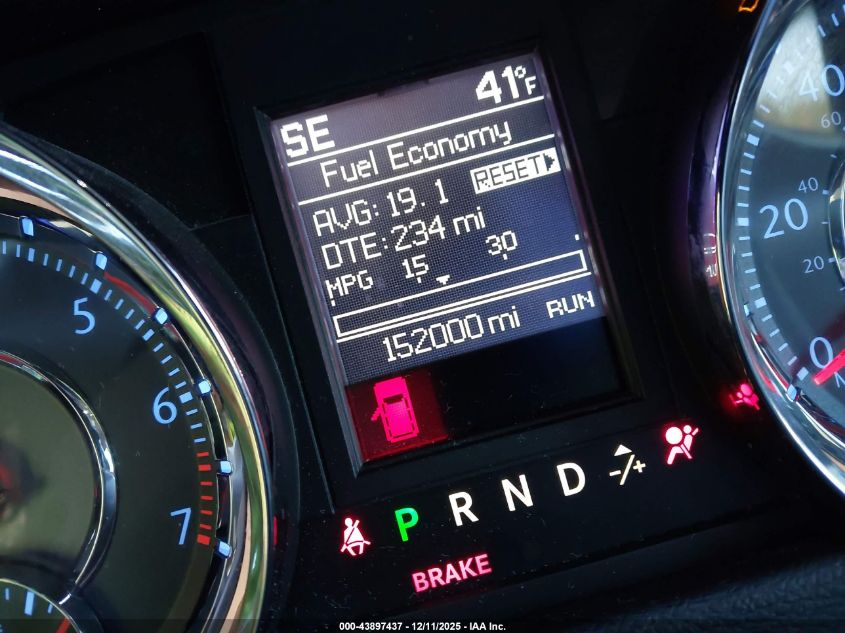 41°F
SE
Fuel Economy
AVG: 19.1 RESET
DTE: 234 mi
MPG 15 30
152000 mi RUN
5
6
7
40
60
20
40
20
0
P R N D -/+
BRAKE
000-43897437 - 12/11/2025 - IAA Inc.